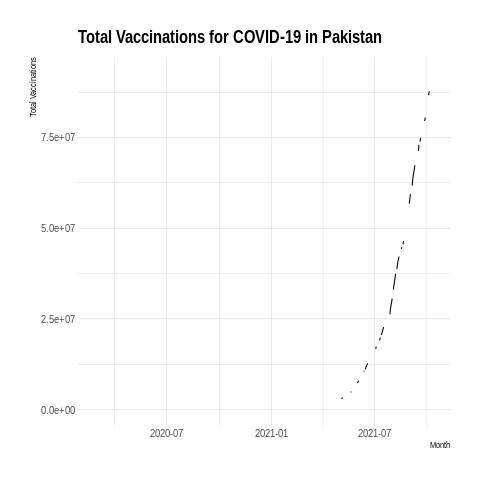 Total Vaccinations for COVID-19 in Pakistan
Total Vaccinations
7.5e+07
5.0e+07
2.5e+07
0.0e+00
2020-07
2021-01
2021-07
Month